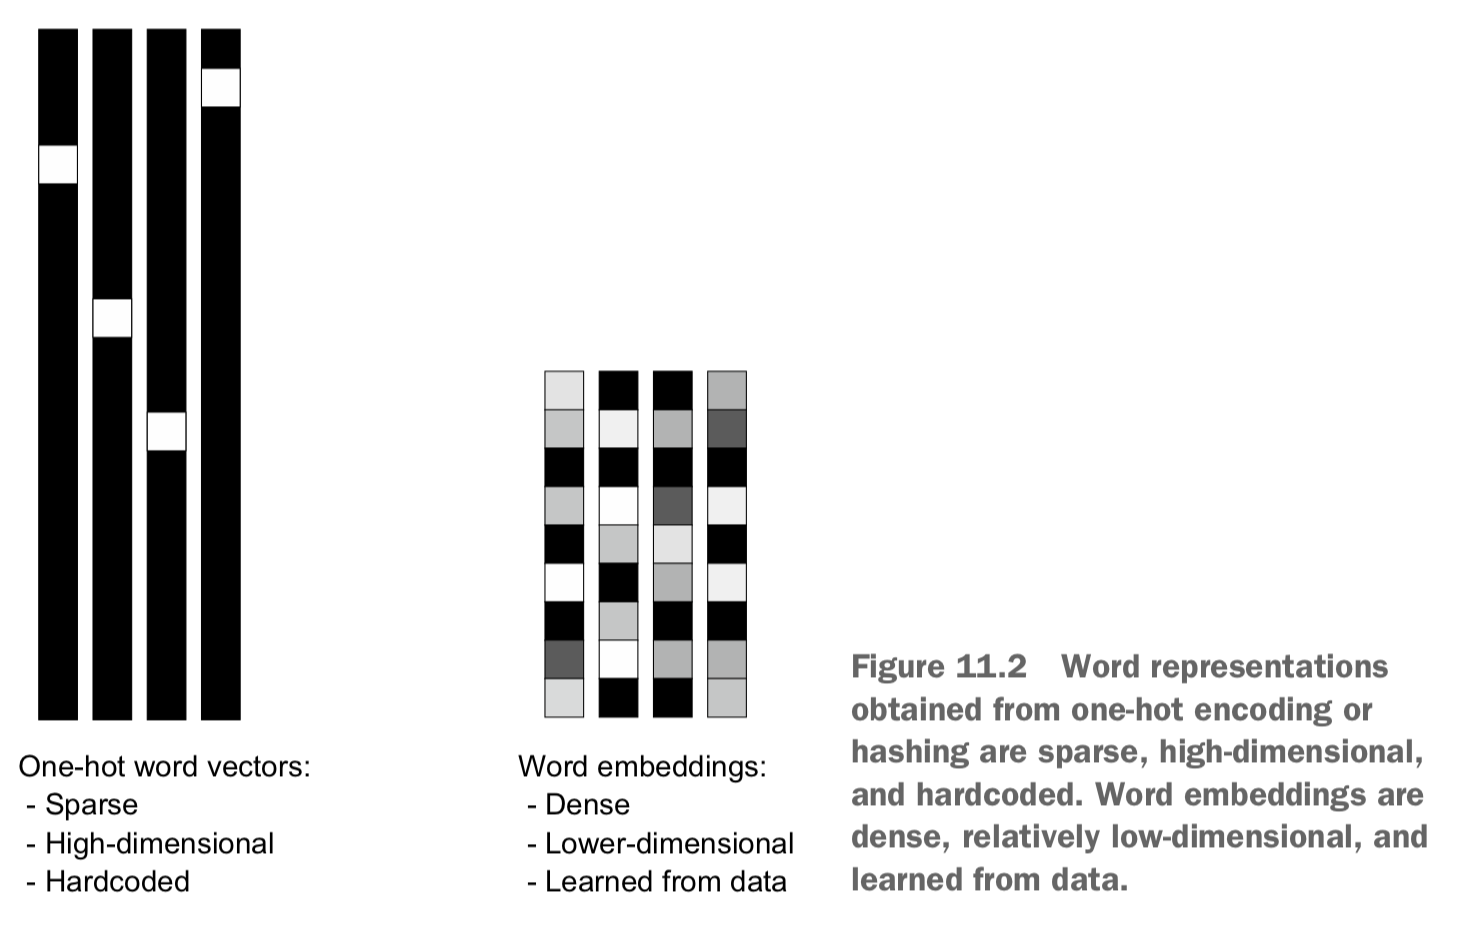 One-hot word vectors:
- Sparse
- High-dimensional
- Hardcoded
Word embeddings:
- Dense
- Lower-dimensional
- Learned from data
Figure 11.2 Word representations
obtained from one-hot encoding or
hashing are sparse, high-dimensional,
and hardcoded. Word embeddings are
dense, relatively low-dimensional, and
learned from data.